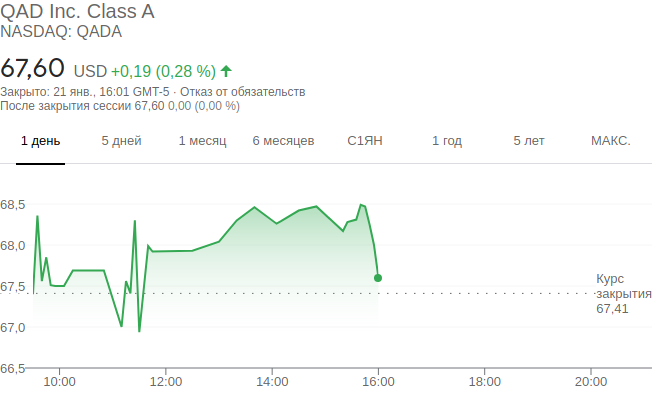 QAD Inc. Class A
NASDAQ: QADA
67,60 USD +0,19 (0,28 %)
Закрыто: 21 янв., 16:01 GMT-5 · Отказ от обязательств
После закрытия сессии 67,60 0,00 (0,00 %)
1 день 5 дней 1 месяц 6 месяцев С1ЯН 1 год 5 лет МАКС.
68,5
68,0
67,5
67,0
66,5
Курс
закрытия
67,41
10:00 12:00 14:00 16:00 18:00 20:00